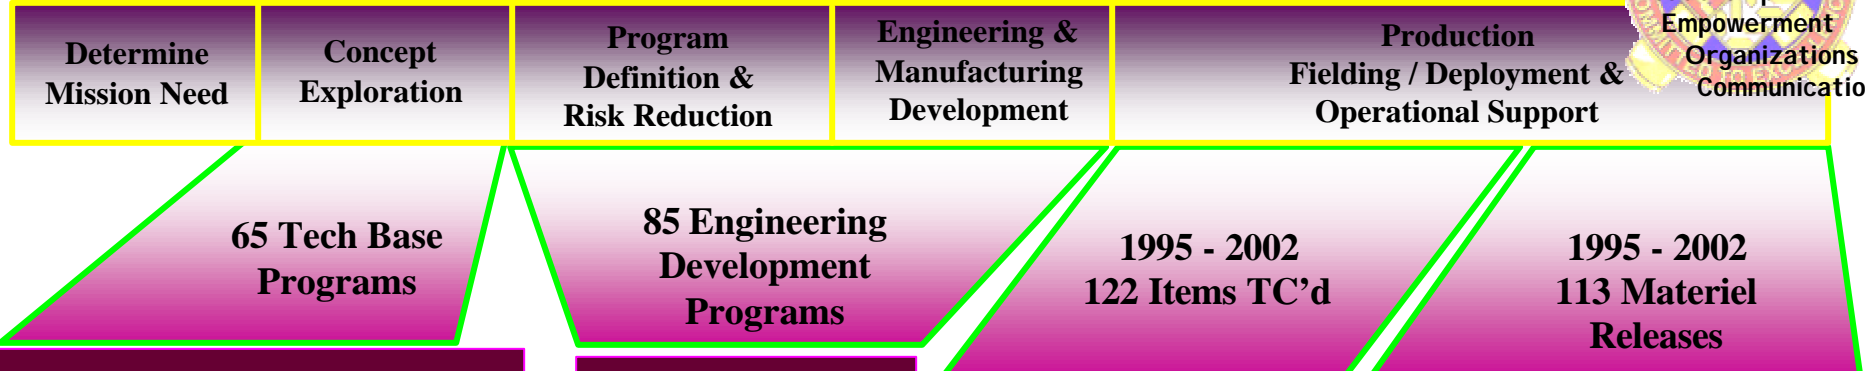 Determine
Mission Need
Concept
Exploration
Program
Definition &
Risk Reduction
Engineering &
Manufacturing
Development
Production
Fielding / Deployment &
Operational Support
Empowerment
Organizations
Communicatio
65 Tech Base
Programs
85 Engineering
Development
Programs
1995 - 2002
122 Items TC’d
1995 - 2002
113 Materiel
Releases